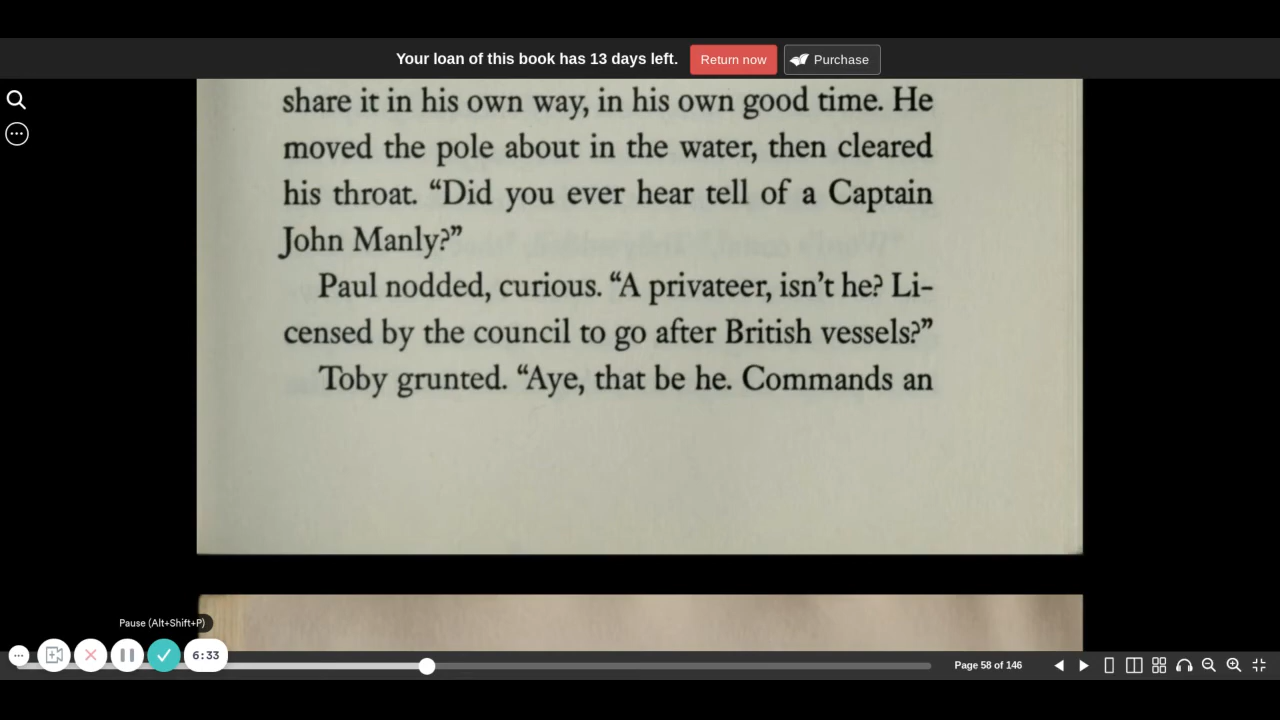 Your loan of this book has 13 days left. Return now Purchase
share it in his own way, in his own good time. He
moved the pole about in the water, then cleared
his throat. “Did you ever hear tell of a Captain
John Manly?”
Paul nodded, curious. “A privateer, isn’t he? Li-
censed by the council to go after British vessels?”
Toby grunted. “Aye, that be he. Commands an
Pause (Alt+Shift+P)
6:33
Page 58 of 146